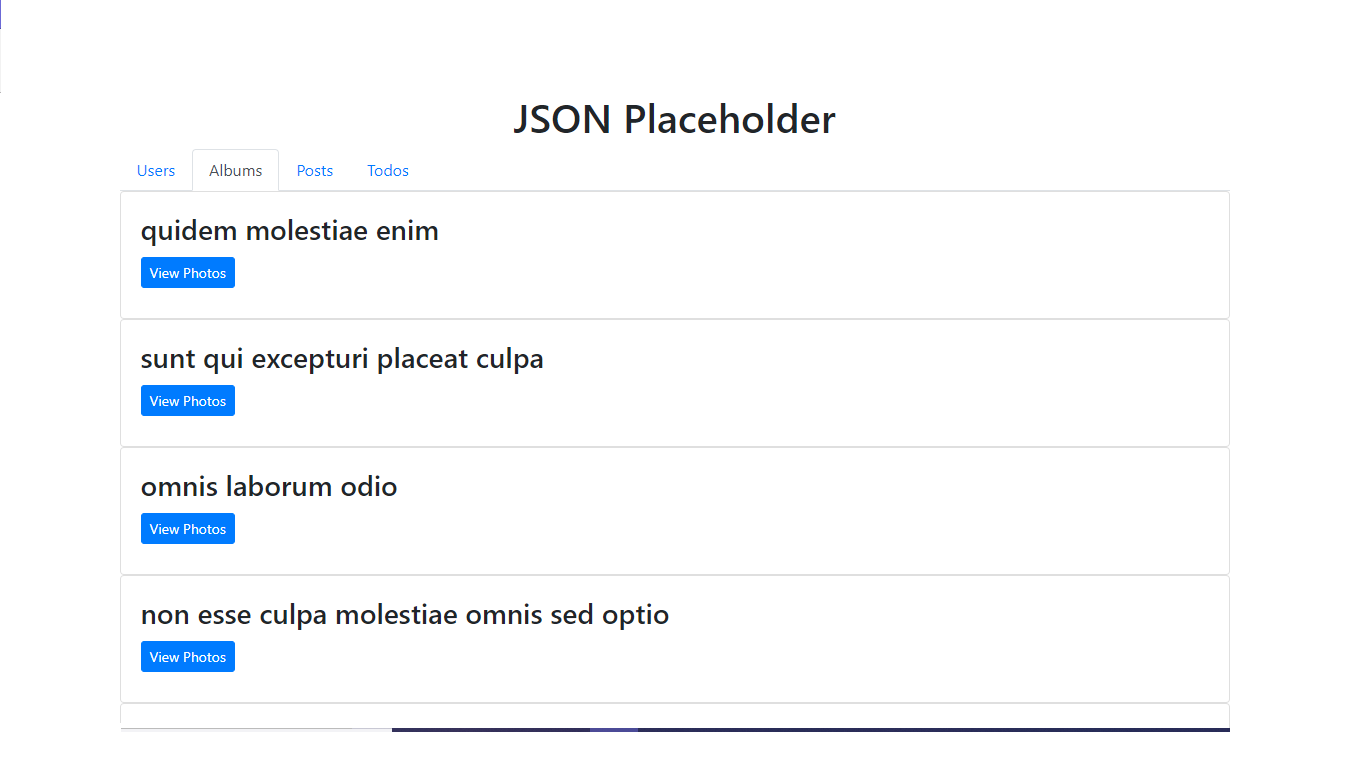 JSON Placeholder
Users Albums Posts Todos
quidem molestiae enim
View Photos
sunt qui excepturi placeat culpa
View Photos
omnis laborum odio
View Photos
non esse culpa molestiae omnis sed optio
View Photos